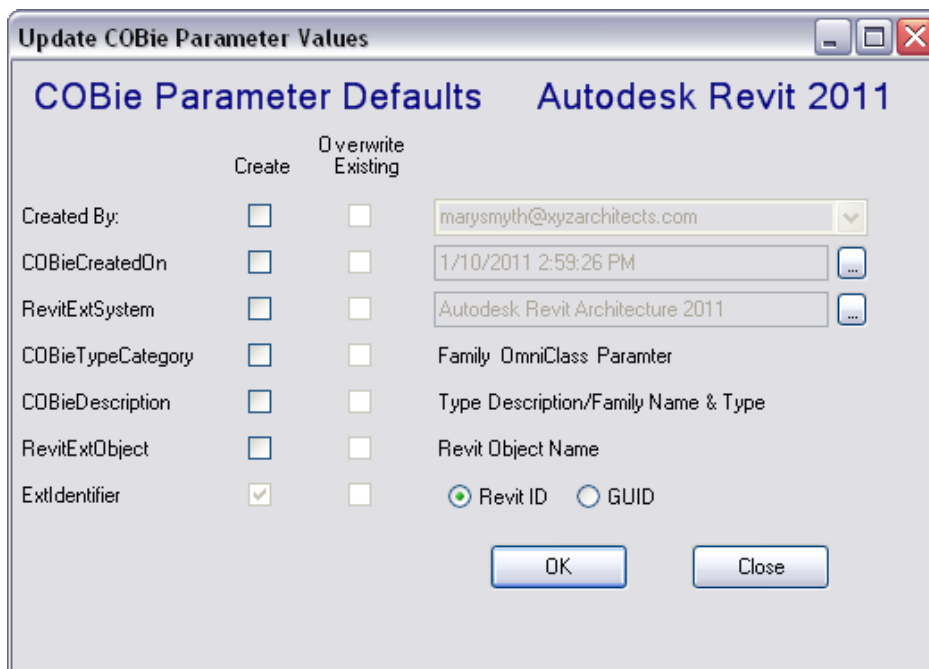 Update COBie Parameter Values
COBie Parameter Defaults Autodesk Revit 2011
Create Overwrite Existing
Created By: marysmyth@xyzarchitects.com
COBieCreatedOn 1/10/2011 2:59:26 PM ...
RevitExtSystem Autodesk Revit Architecture 2011 ...
COBieTypeCategory Family OmniClass Paramter
COBieDescription Type Description/Family Name & Type
RevitExtObject Revit Object Name
ExtIdentifier Revit ID GUID
OK Close